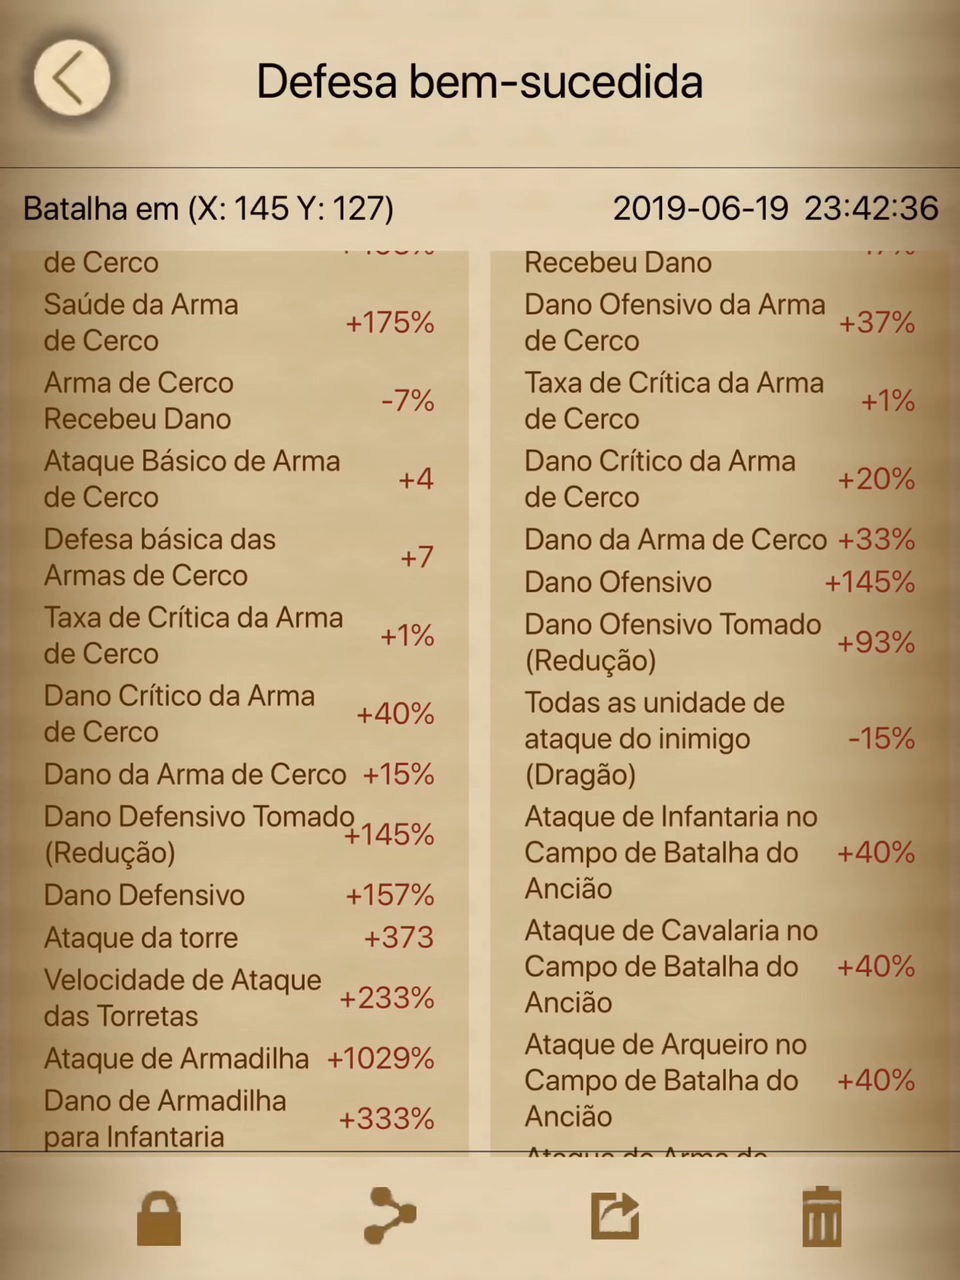 Defesa bem-sucedida
Batalha em (X: 145 Y: 127)
2019-06-19 23:42:36
de Cerco
Saúde da Arma
de Cerco
+175%
Arma de Cerco
Recebeu Dano
-7%
Ataque Básico de Arma
de Cerco
+4
Defesa básica das
Armas de Cerco
+7
Taxa de Crítica da Arma
de Cerco
+1%
Dano Crítico da Arma
de Cerco
+40%
Dano da Arma de Cerco +15%
Dano Defensivo Tomado
(Redução)
+145%
Dano Defensivo +157%
Ataque da torre +373
Velocidade de Ataque
das Torretas
+233%
Ataque de Armadilha +1029%
Dano de Armadilha
para Infantaria
+333%
Recebeu Dano
Dano Ofensivo da Arma
de Cerco
+37%
Taxa de Crítica da Arma
de Cerco
+1%
Dano Crítico da Arma
de Cerco
+20%
Dano da Arma de Cerco +33%
Dano Ofensivo +145%
Dano Ofensivo Tomado
(Redução)
+93%
Todas as unidade de
ataque do inimigo
(Dragão)
-15%
Ataque de Infantaria no
Campo de Batalha do
Ancião
+40%
Ataque de Cavalaria no
Campo de Batalha do
Ancião
+40%
Ataque de Arqueiro no
Campo de Batalha do
Ancião
+40%
Ataque de Arma de